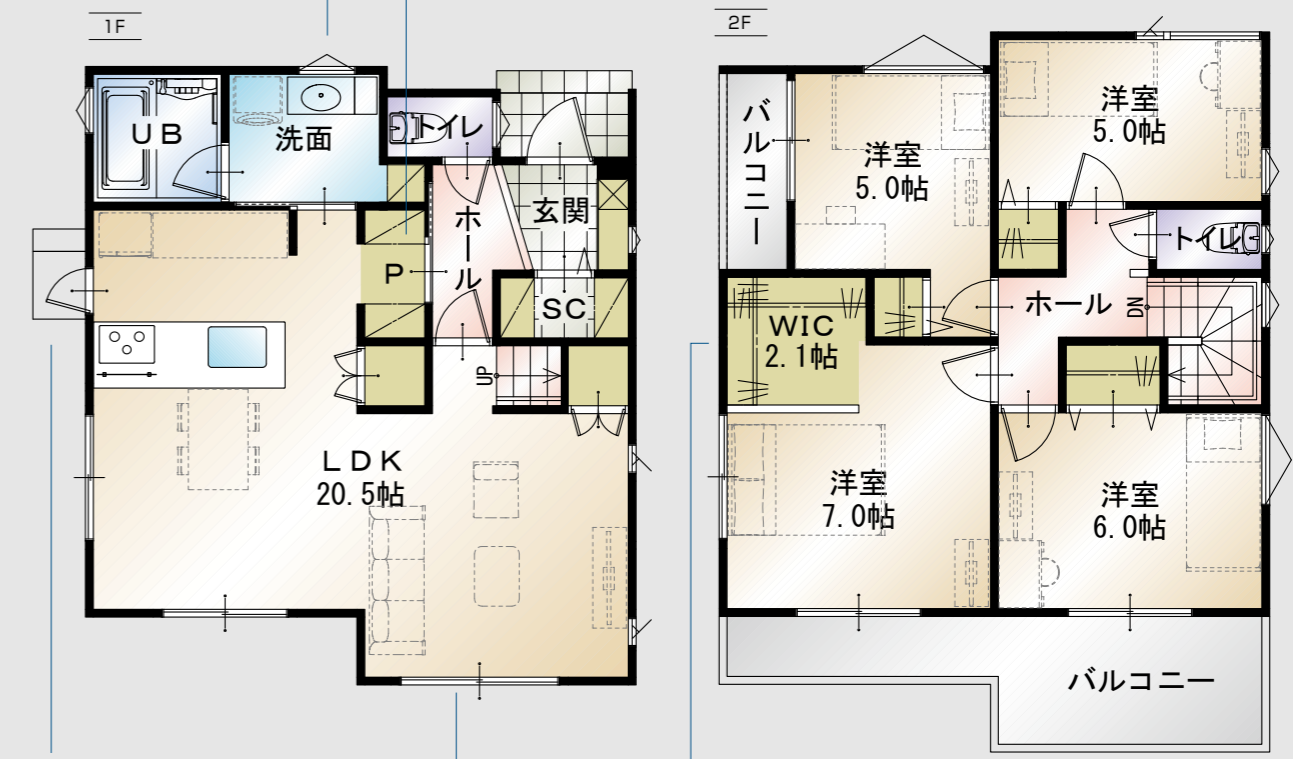 1F
UB
洗面
トイレ
ホール
玄関
P
SC
UP
LDK
20.5帖
2F
バルコニー
洋室
5.0帖
洋室
5.0帖
トイレ
ホール
DN
WIC
2.1帖
洋室
7.0帖
洋室
6.0帖
バルコニー